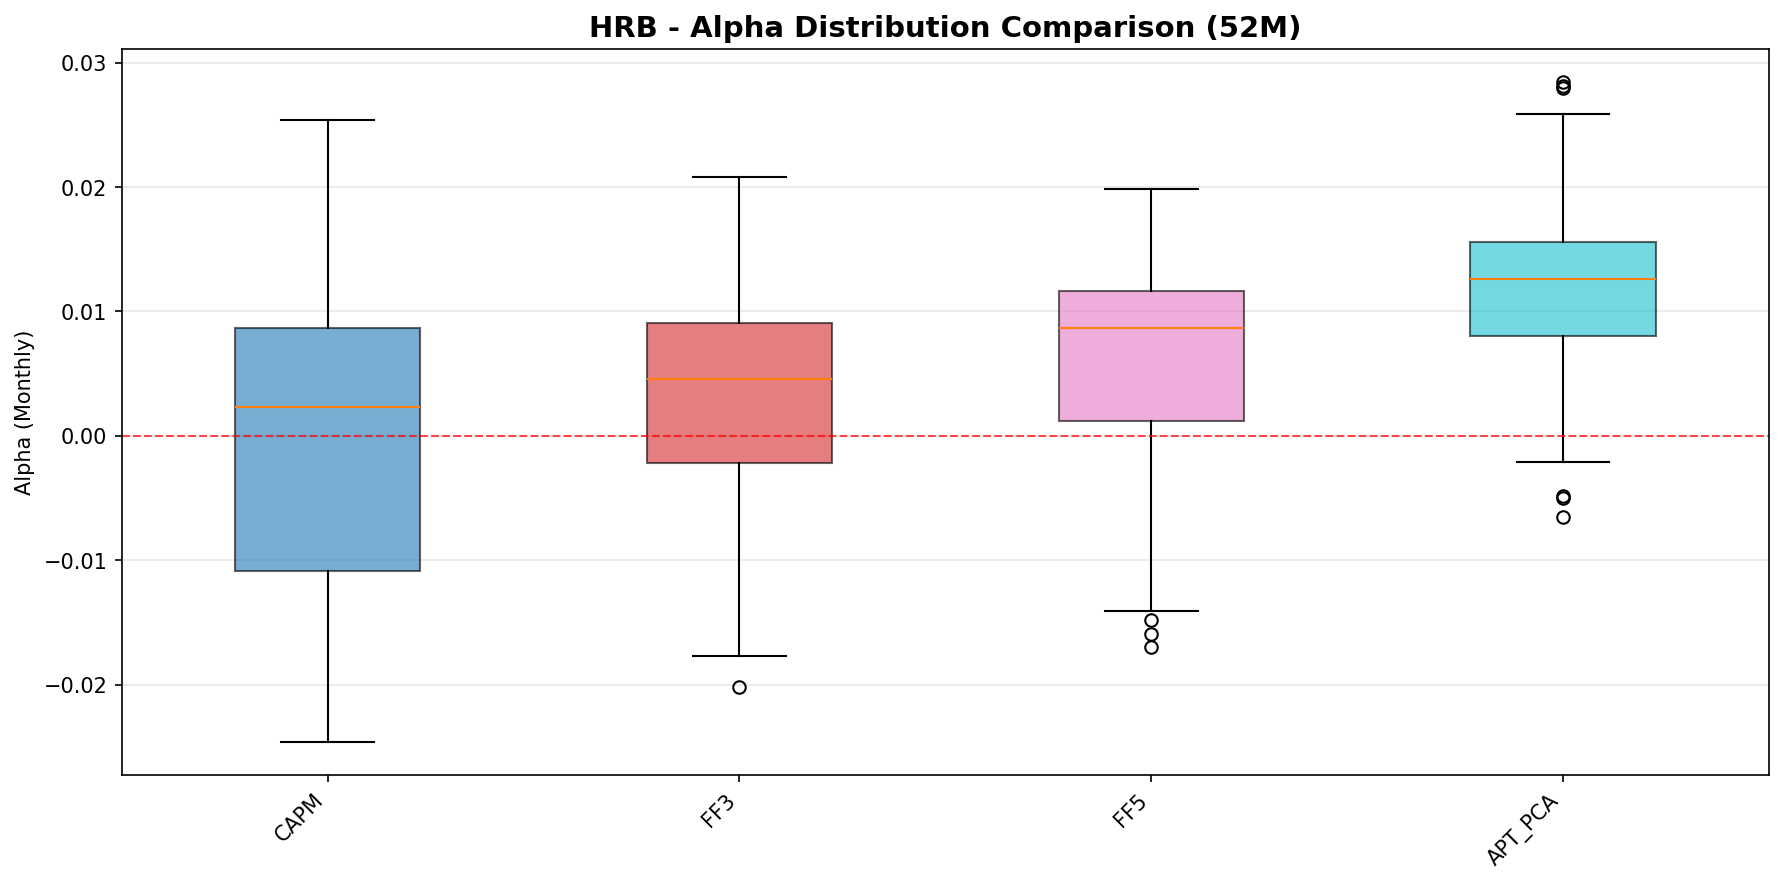 HRB - Alpha Distribution Comparison (52M)
Alpha (Monthly)
0.03
0.02
0.01
0.00
−0.01
−0.02
CAPM
FF3
FF5
APT_PCA